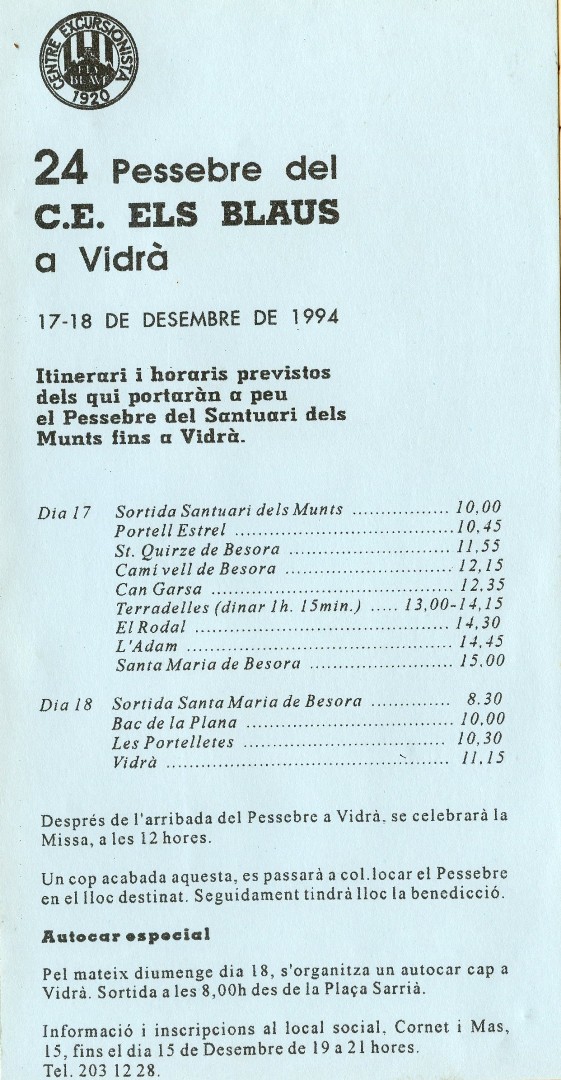 CENTRE EXCURSIONISTA
ELS
BLAUS
1920
24 Pessebre del
C.E. ELS BLAUS
a Vidrà
17-18 DE DESEMBRE DE 1994
Itinerari i horaris previstos
dels qui portaràn a peu
el Pessebre del Santuari dels
Munts fins a Vidrà.
Dia 17 Sortida Santuari dels Munts ................. 10,00
Portell Estrel .......................................10,45
St. Quirze de Besora ............................ 11,55
Camí vell de Besora ............................. 12,15
Can Garsa ........................................... 12,35
Terradelles (dinar 1h. 15min.) ..... 13,00-14,15
El Rodal ............................................ 14,30
L'Adam .............................................. 14,45
Santa Maria de Besora ......................... 15.00
Dia 18 Sortida Santa Maria de Besora .............. 8.30
Bac de la Plana .................................... 10,00
Les Portelletes ................................... 10,30
Vidrà ................................................. 11,15
Després de l'arribada del Pessebre a Vidrà, se celebrarà la
Missa, a les 12 hores.
Un cop acabada aquesta, es passarà a col.locar el Pessebre
en el lloc destinat. Seguidament tindrà lloc la benedicció.
Autocar especial
Pel mateix diumenge dia 18, s'organitza un autocar cap a
Vidrà. Sortida a les 8,00h des de la Plaça Sarrià.
Informació i inscripcions al local social, Cornet i Mas,
15, fins el dia 15 de Desembre de 19 a 21 hores.
Tel. 203 12 28.